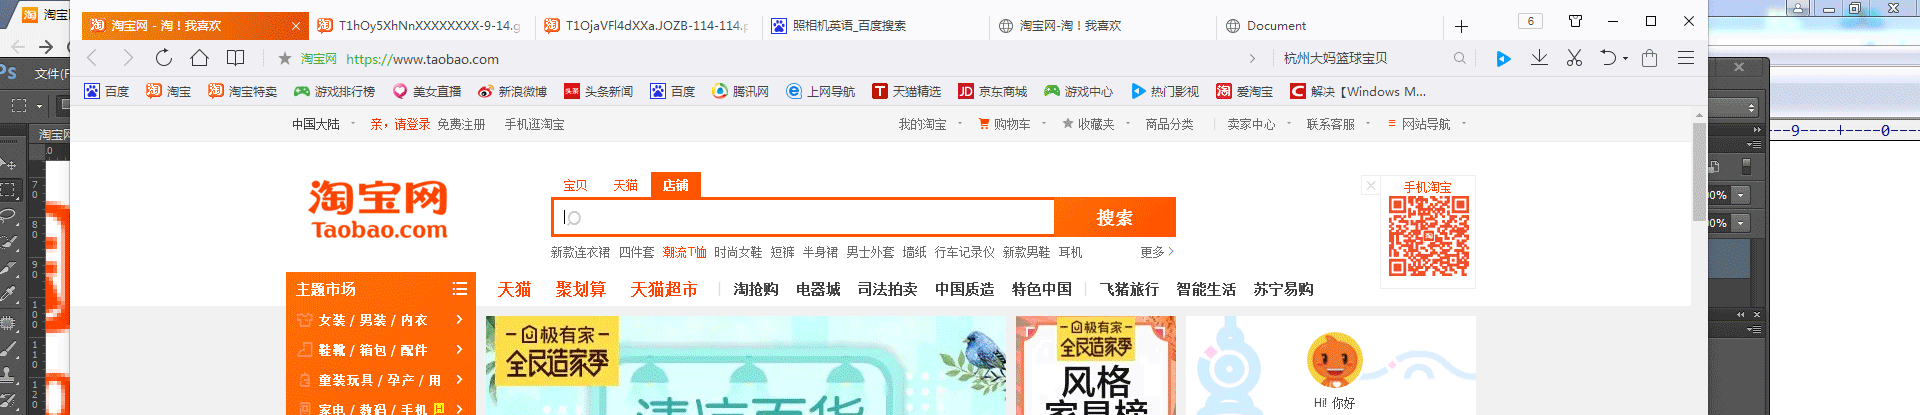 淘宝网 - 淘！我喜欢
T1hOy5XhNnXXXXXXXX-9-14.g
T1OjaVFl4dXXa.JOZB-114-114.p
照相机英语_百度搜索
淘宝网-淘！我喜欢
Document
6
淘宝网 https://www.taobao.com
杭州大妈篮球宝贝
文件(F
百度 淘宝 淘宝特卖 游戏排行榜 美女直播 新浪微博 头条新闻 百度 腾讯网 上网导航 天猫精选 京东商城 游戏中心 热门影视 爱淘宝 解决【Windows M...
中国大陆 亲，请登录 免费注册 手机逛淘宝
我的淘宝 购物车 收藏夹 商品分类 卖家中心 联系客服 网站导航
---9----+----0----
淘宝网
Taobao.com
宝贝 天猫 店铺
搜索
手机淘宝
新款连衣裙 四件套 潮流T恤 时尚女鞋 短裤 半身裙 男士外套 墙纸 行车记录仪 新款男鞋 耳机 更多
主题市场
天猫 聚划算 天猫超市 淘抢购 电器城 司法拍卖 中国质造 特色中国 飞猪旅行 智能生活 苏宁易购
女装 / 男装 / 内衣
鞋靴 / 箱包 / 配件
童装玩具 / 孕产 / 用
家电 / 数码 / 手机
极有家
全民造家季
清凉百货
极有家
全民造家季
风格
家具榜
Hi! 你好